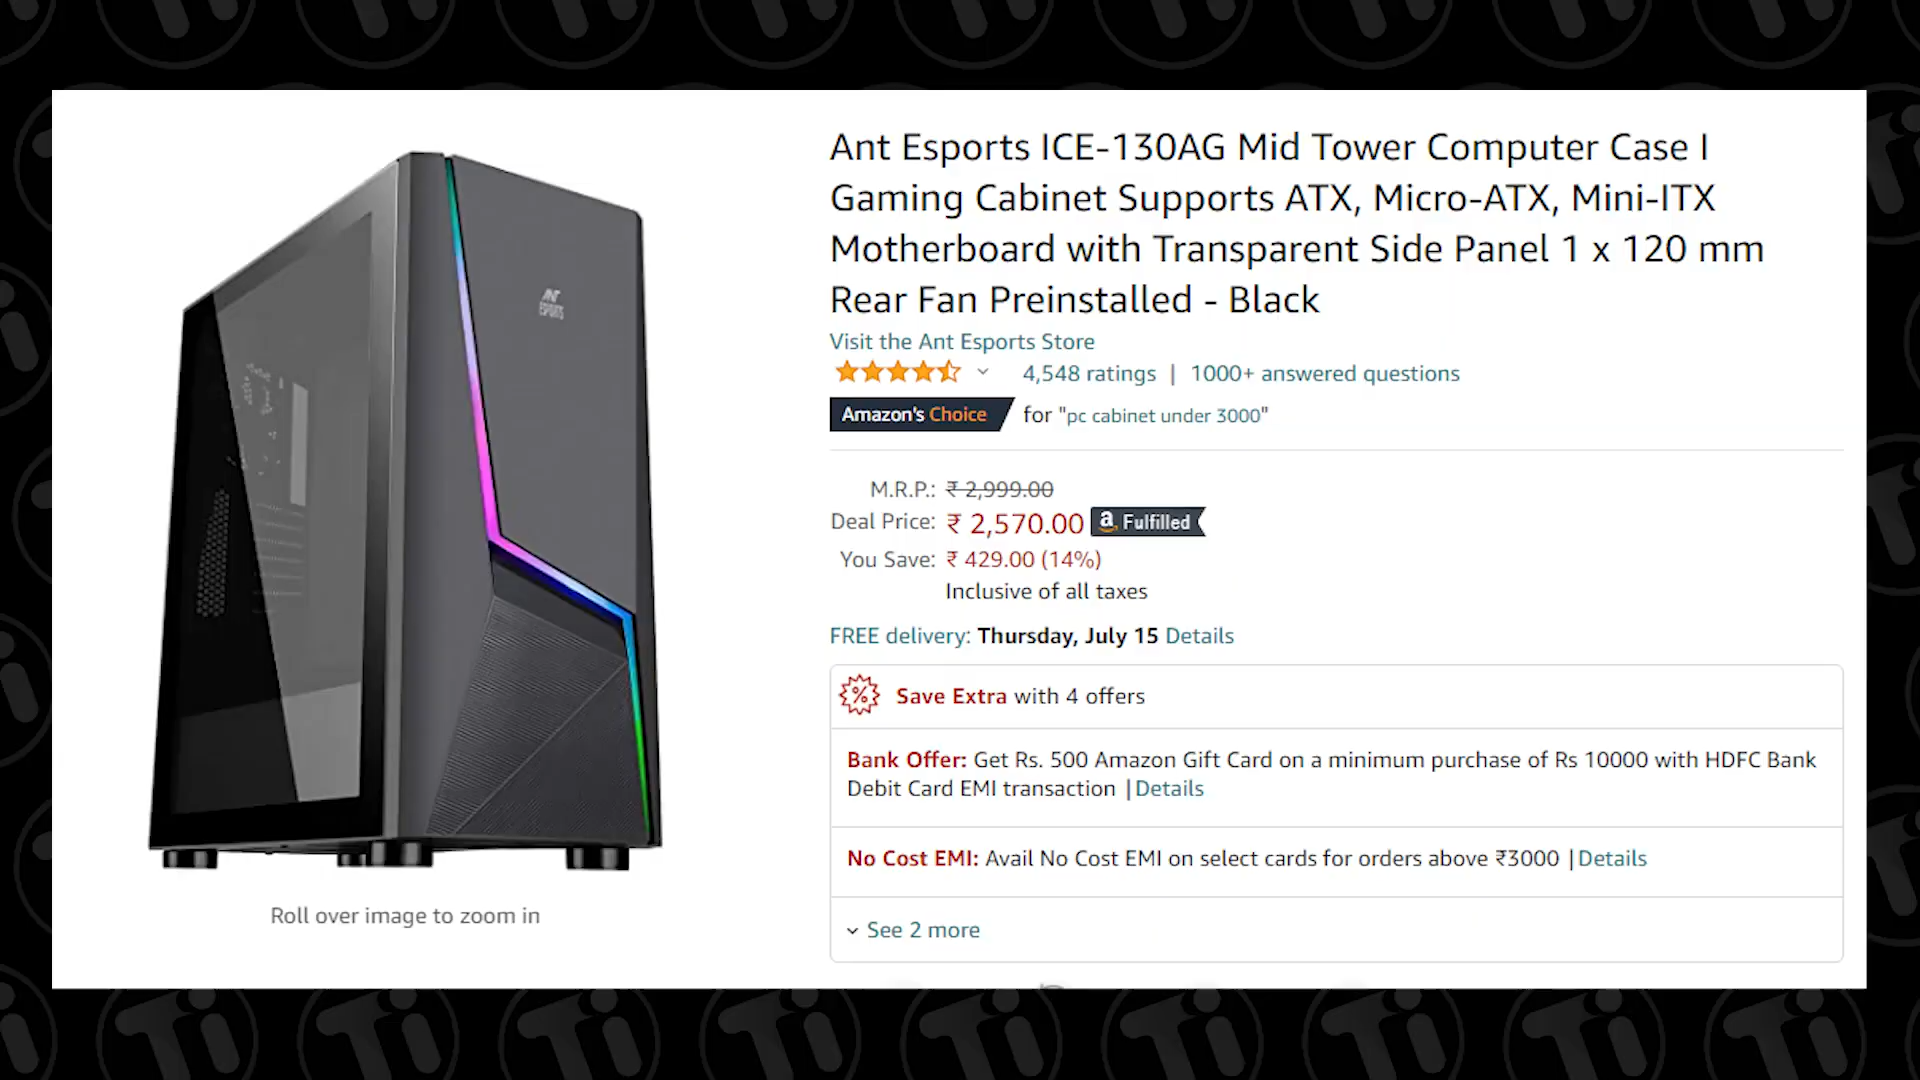 ANT
ESPORTS
Roll over image to zoom in
Ant Esports ICE-130AG Mid Tower Computer Case I
Gaming Cabinet Supports ATX, Micro-ATX, Mini-ITX
Motherboard with Transparent Side Panel 1 x 120 mm
Rear Fan Preinstalled - Black
Visit the Ant Esports Store
4,548 ratings | 1000+ answered questions
Amazon's Choice for "pc cabinet under 3000"
M.R.P.: ₹ 2,999.00
Deal Price: ₹ 2,570.00 a Fulfilled
You Save: ₹ 429.00 (14%)
Inclusive of all taxes
FREE delivery: Thursday, July 15 Details
% Save Extra with 4 offers
Bank Offer: Get Rs. 500 Amazon Gift Card on a minimum purchase of Rs 10000 with HDFC Bank
Debit Card EMI transaction |Details
No Cost EMI: Avail No Cost EMI on select cards for orders above ₹3000 |Details
See 2 more